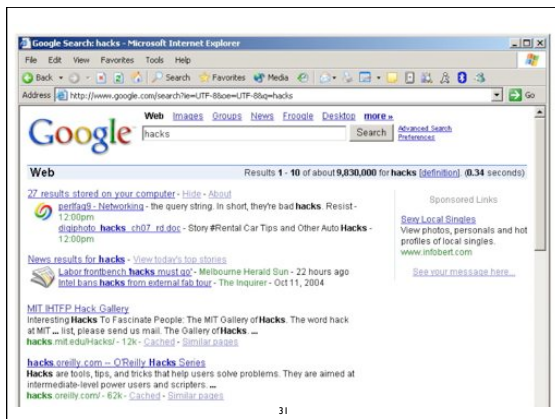 Google Search: hacks - Microsoft Internet Explorer
File Edit View Favorites Tools Help
Back Search Favorites Media
Address http://www.google.com/search?ie=UTF-8&oe=UTF-8&q=hacks Go
Web Images Groups News Froogle Desktop more »
Google hacks Search Advanced Search
Preferences
Web Results 1 - 10 of about 9,830,000 for hacks [definition]. (0.34 seconds)
27 results stored on your computer - Hide - About
perlfaq9 - Networking - the query string. In short, they're bad hacks. Resist -
12:00pm
digiphoto_hacks_ch07_rd.doc - Story #Rental Car Tips and Other Auto Hacks -
12:00pm
News results for hacks - View today's top stories
Labor frontbench 'hacks must go' - Melbourne Herald Sun - 22 hours ago
Intel bans hacks from external fab tour - The Inquirer - Oct 11, 2004
MIT IHTFP Hack Gallery
Interesting Hacks To Fascinate People: The MIT Gallery of Hacks. The word hack
at MIT ... list, please send us mail. The Gallery of Hacks. ...
hacks.mit.edu/Hacks/ - 12k - Cached - Similar pages
hacks.oreilly.com -- O'Reilly Hacks Series
Hacks are tools, tips, and tricks that help users solve problems. They are aimed at
intermediate-level power users and scripters. ...
hacks.oreilly.com/ - 62k - Cached - Similar pages
Sponsored Links
Sexy Local Singles
View photos, personals and hot
profiles of local singles.
www.infobert.com
See your message here...
31